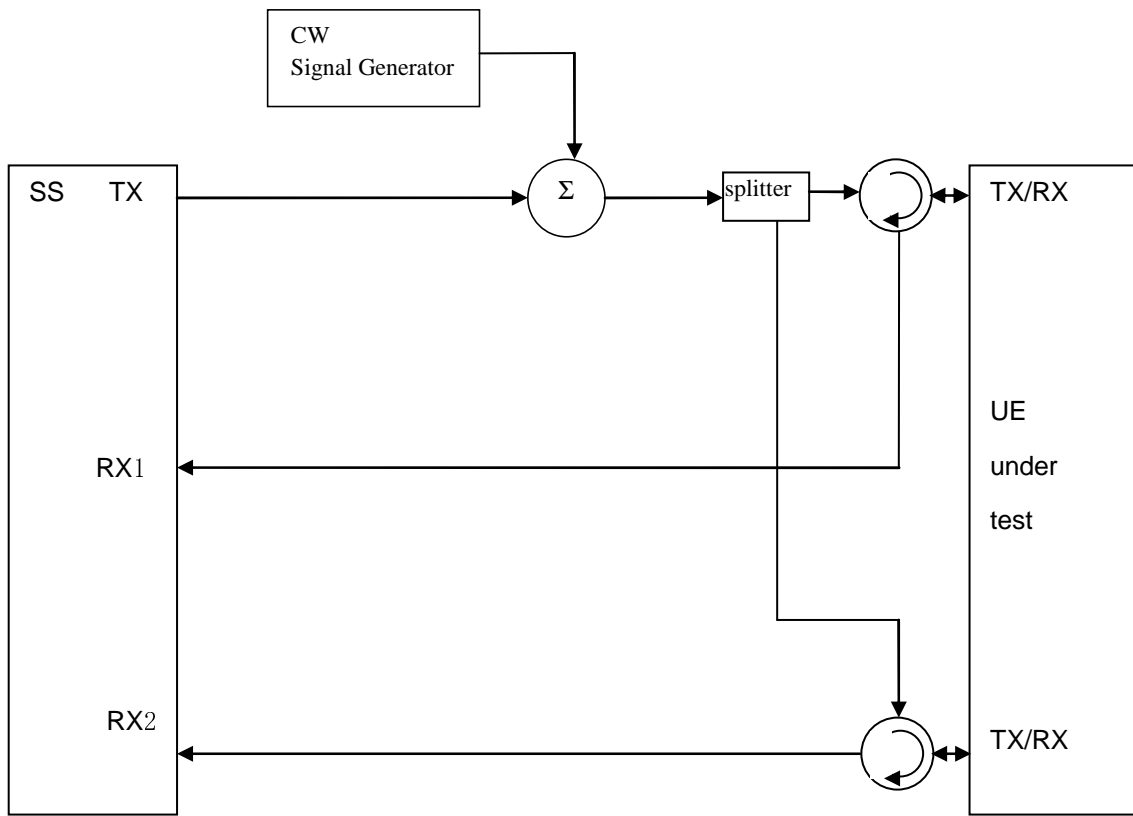 CW
Signal Generator
SS TX
Σ
splitter
TX/RX
RX1
UE
under
test
RX2
TX/RX